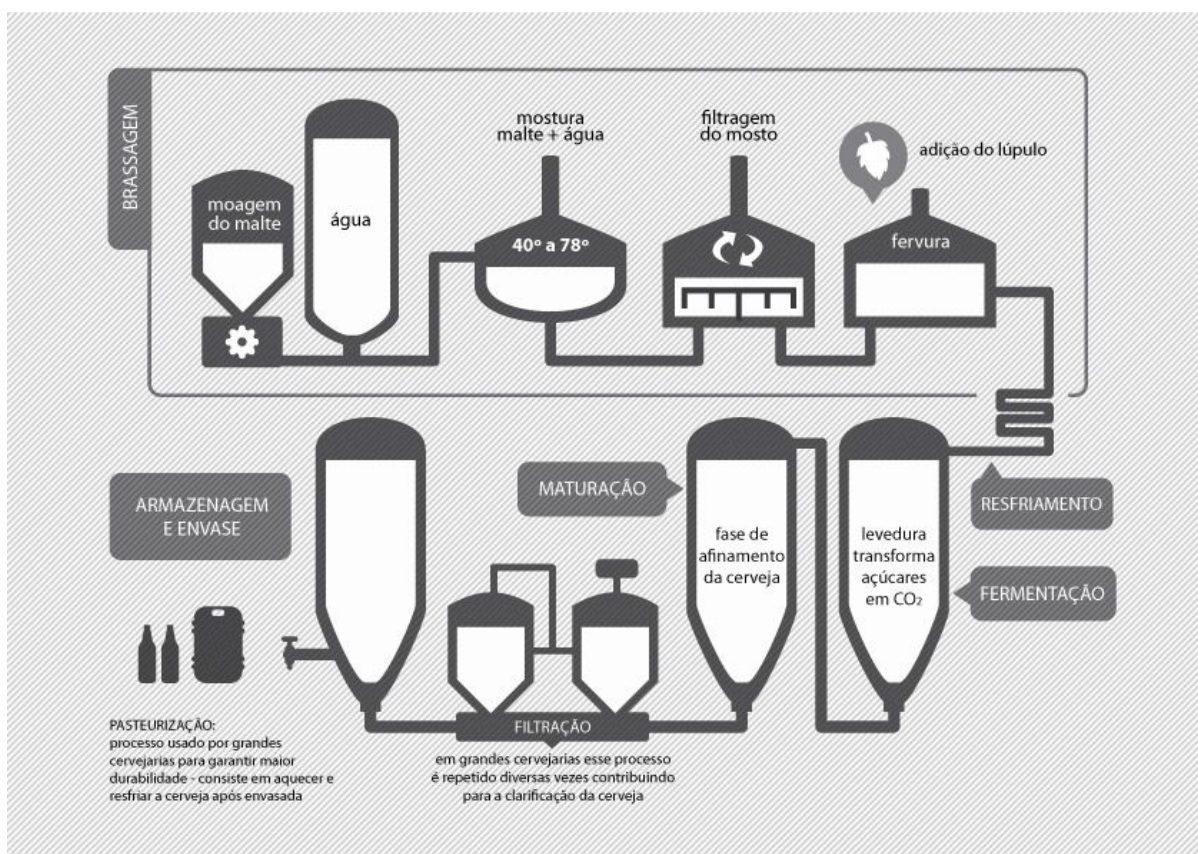 BRASSAGEM
moagem
do malte
água
mostura
malte + água
40º a 78º
filtragem
do mosto
adição do lúpulo
fervura
RESFRIAMENTO
FERMENTAÇÃO
levedura
transforma
açúcares
em CO₂
MATURAÇÃO
fase de
afinamento
da cerveja
FILTRAÇÃO
em grandes cervejarias esse processo
é repetido diversas vezes contribuindo
para a clarificação da cerveja
ARMAZENAGEM
E ENVASE
PASTEURIZAÇÃO:
processo usado por grandes
cervejarias para garantir maior
durabilidade - consiste em aquecer e
resfriar a cerveja após envasada